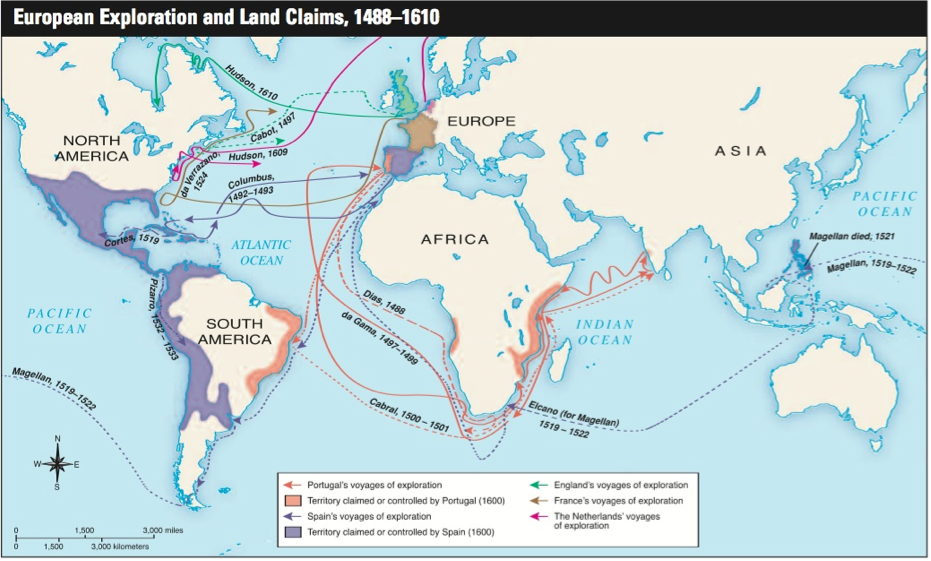 European Exploration and Land Claims, 1488–1610
Hudson, 1610
Cabot, 1497
EUROPE
NORTH
AMERICA
ASIA
Hudson, 1609
da Verrazano,
1524
Columbus,
1492–1493
PACIFIC
OCEAN
Cortés, 1519
ATLANTIC
OCEAN
AFRICA
Magellan died, 1521
Magellan, 1519–1522
Pizarro, 1532–1533
Dias, 1488
PACIFIC
OCEAN
SOUTH
AMERICA
da Gama, 1497–1499
INDIAN
OCEAN
Magellan, 1519–1522
Cabral, 1500 – 1501
Elcano (for Magellan)
1519 – 1522
N
W
E
S
0
1,500
3,000 miles
0
1,500
3,000 kilometers
Portugal's voyages of exploration
Territory claimed or controlled by Portugal (1600)
Spain's voyages of exploration
Territory claimed or controlled by Spain (1600)
England's voyages of exploration
France's voyages of exploration
The Netherlands' voyages
of exploration